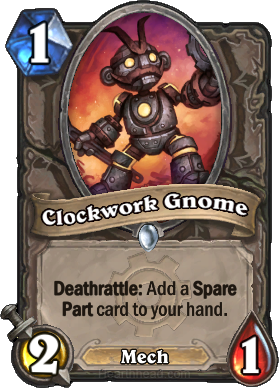 1
Clockwork Gnome
Deathrattle: Add a Spare
Part card to your hand.
2
Mech
1